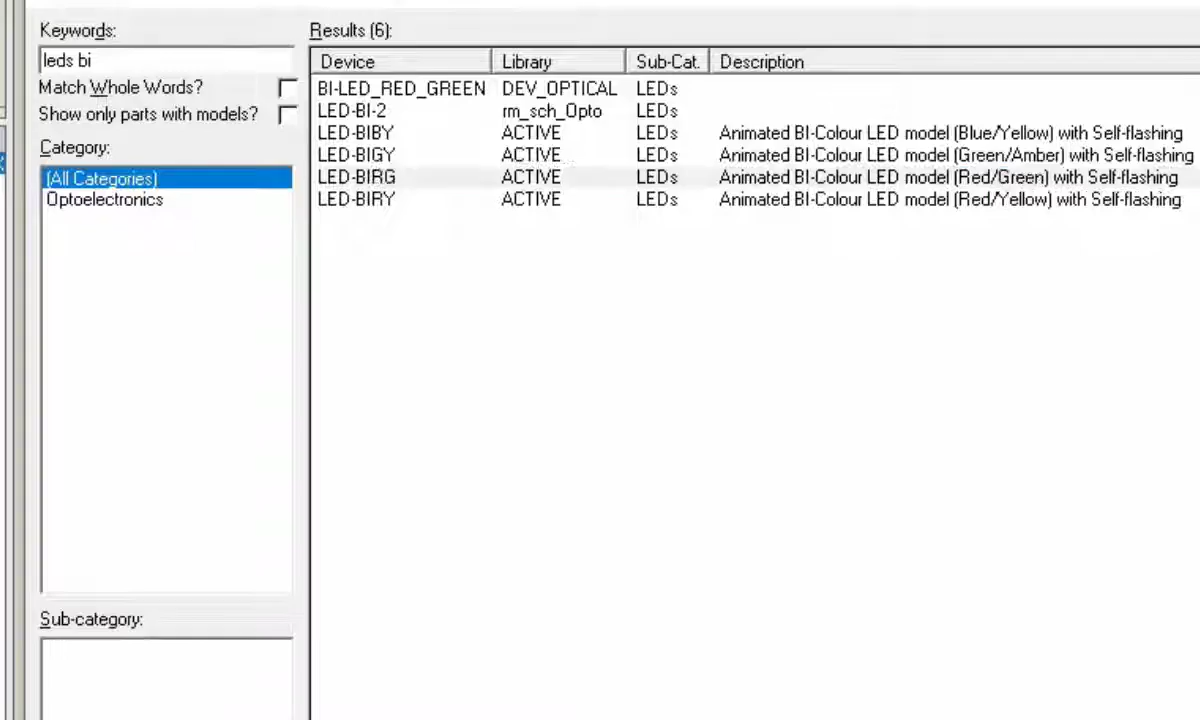 Keywords:
leds bi
Match Whole Words?
Show only parts with models?
Category:
(All Categories)
Optoelectronics
Sub-category:
Results (6):
Device Library Sub-Cat. Description
BI-LED_RED_GREEN DEV_OPTICAL LEDs
LED-BI-2 rm_sch_Opto LEDs
LED-BIBY ACTIVE LEDs Animated BI-Colour LED model (Blue/Yellow) with Self-flashing
LED-BIGY ACTIVE LEDs Animated BI-Colour LED model (Green/Amber) with Self-flashing
LED-BIRG ACTIVE LEDs Animated BI-Colour LED model (Red/Green) with Self-flashing
LED-BIRY ACTIVE LEDs Animated BI-Colour LED model (Red/Yellow) with Self-flashing